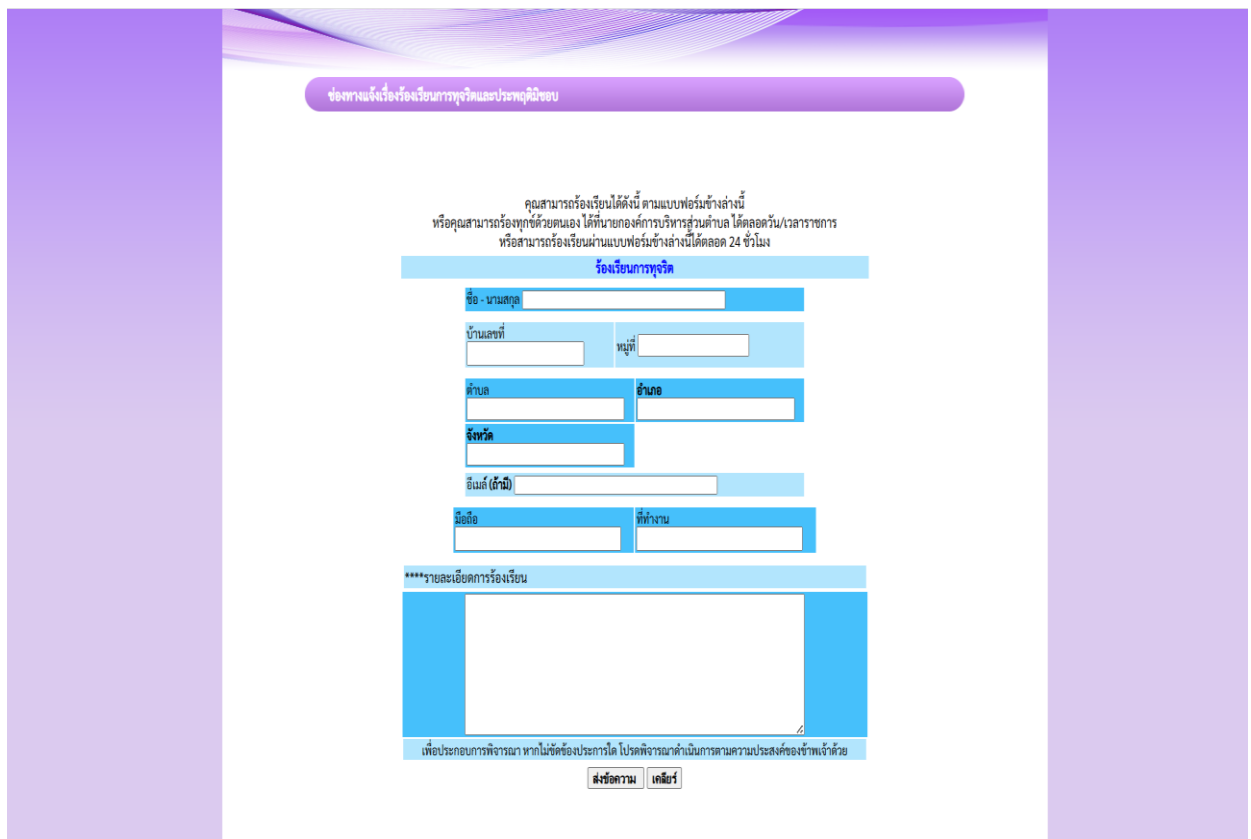 ช่องทางแจ้งเรื่องร้องเรียนการทุจริตและประพฤติมิชอบ
คุณสามารถร้องเรียนได้ดังนี้ ตามแบบฟอร์มข้างล่างนี้
หรือคุณสามารถร้องทุกข์ด้วยตนเอง ได้ที่นายกองค์การบริหารส่วนตำบล ได้ตลอดวัน/เวลาราชการ
หรือสามารถร้องเรียนผ่านแบบฟอร์มข้างล่างนี้ได้ตลอด 24 ชั่วโมง
ร้องเรียนการทุจริต
ชื่อ - นามสกุล
บ้านเลขที่
หมู่ที่
ตำบล อำเภอ
จังหวัด
อีเมล์ (ถ้ามี)
มือถือ ที่ทำงาน
****รายละเอียดการร้องเรียน
เพื่อประกอบการพิจารณา หากไม่ขัดข้องประการใด โปรดพิจารณาดำเนินการตามความประสงค์ของข้าพเจ้าด้วย
ส่งข้อความ เคลียร์